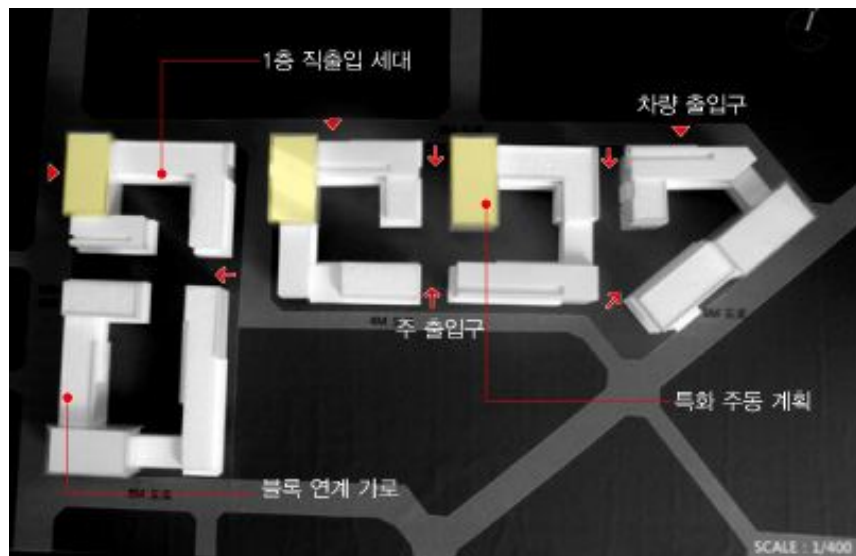 1층 직출입 세대
차량 출입구
주 출입구
특화 주동 계획
블록 연계 가로
SCALE : 1/400